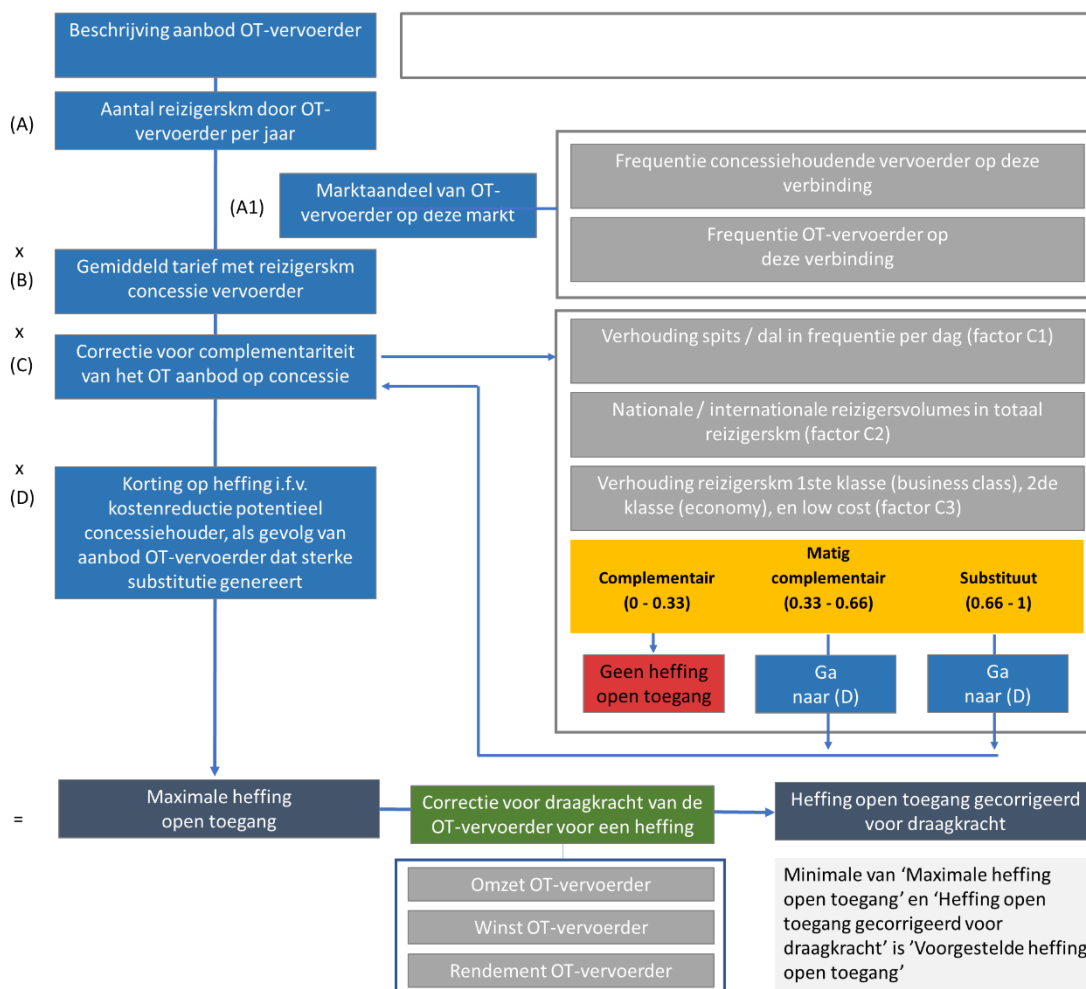 Beschrijving aanbod OT-vervoerder
(A)
Aantal reizigerskm door OT-
vervoerder per jaar
(A1)
Marktaandeel van OT-
vervoerder op deze markt
Frequentie concessiehoudende vervoerder op deze
verbinding
Frequentie OT-vervoerder op
deze verbinding
x
(B)
Gemiddeld tarief met reizigerskm
concessie vervoerder
x
(C)
Correctie voor complementariteit
van het OT aanbod op concessie
Verhouding spits / dal in frequentie per dag (factor C1)
Nationale / internationale reizigersvolumes in totaal
reizigerskm (factor C2)
Verhouding reizigerskm 1ste klasse (business class), 2de
klasse (economy), en low cost (factor C3)
x
(D)
Korting op heffing i.f.v.
kostenreductie potentieel
concessiehouder, als gevolg van
aanbod OT-vervoerder dat sterke
substitutie genereert
Complementair
(0 - 0.33)
Matig
complementair
(0.33 - 0.66)
Substituut
(0.66 - 1)
Geen heffing
open toegang
Ga
naar (D)
Ga
naar (D)
=
Maximale heffing
open toegang
Correctie voor draagkracht van de
OT-vervoerder voor een heffing
Heffing open toegang gecorrigeerd
voor draagkracht
Omzet OT-vervoerder
Winst OT-vervoerder
Rendement OT-vervoerder
Minimale van ‘Maximale heffing
open toegang’ en ‘Heffing open
toegang gecorrigeerd voor
draagkracht’ is ’Voorgestelde heffing
open toegang’